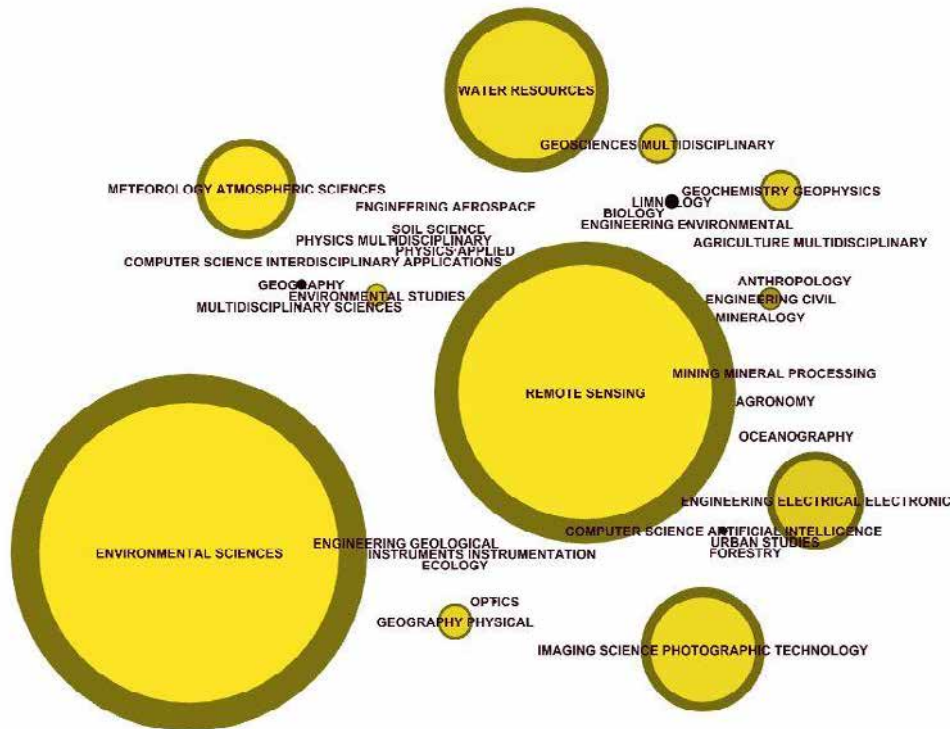 WATER RESOURCES
GEOSCIENCES MULTIDISCIPLINARY
METEOROLOGY ATMOSPHERIC SCIENCES
GEOCHEMISTRY GEOPHYSICS
LIMNOLOGY
ENGINEERING AEROSPACE
BIOLOGY
ENGINEERING ENVIRONMENTAL
SOIL SCIENCE
PHYSICS MULTIDISCIPLINARY
AGRICULTURE MULTIDISCIPLINARY
PHYSICS APPLIED
COMPUTER SCIENCE INTERDISCIPLINARY APPLICATIONS
ANTHROPOLOGY
GEOGRAPHY
ENVIRONMENTAL STUDIES
ENGINEERING CIVIL
MULTIDISCIPLINARY SCIENCES
MINERALOGY
MINING MINERAL PROCESSING
REMOTE SENSING
AGRONOMY
OCEANOGRAPHY
ENGINEERING ELECTRICAL ELECTRONIC
COMPUTER SCIENCE ARTIFICIAL INTELLIGENCE
URBAN STUDIES
ENGINEERING GEOLOGICAL
FORESTRY
ENVIRONMENTAL SCIENCES
INSTRUMENTS INSTRUMENTATION
ECOLOGY
OPTICS
GEOGRAPHY PHYSICAL
IMAGING SCIENCE PHOTOGRAPHIC TECHNOLOGY